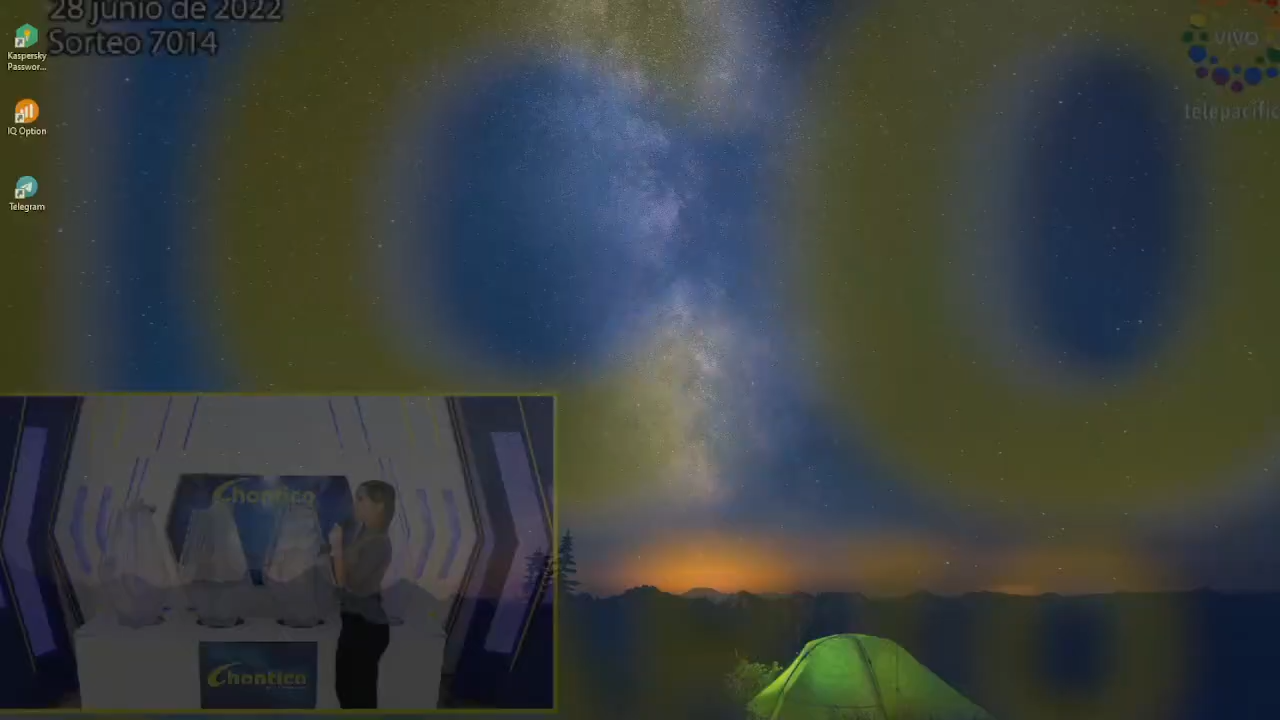 28 junio de 2022
Sorteo 7014
Kaspersky
Passwor...
IQ Option
Telegram
VIVO
telepacific
Chontico
Chontico